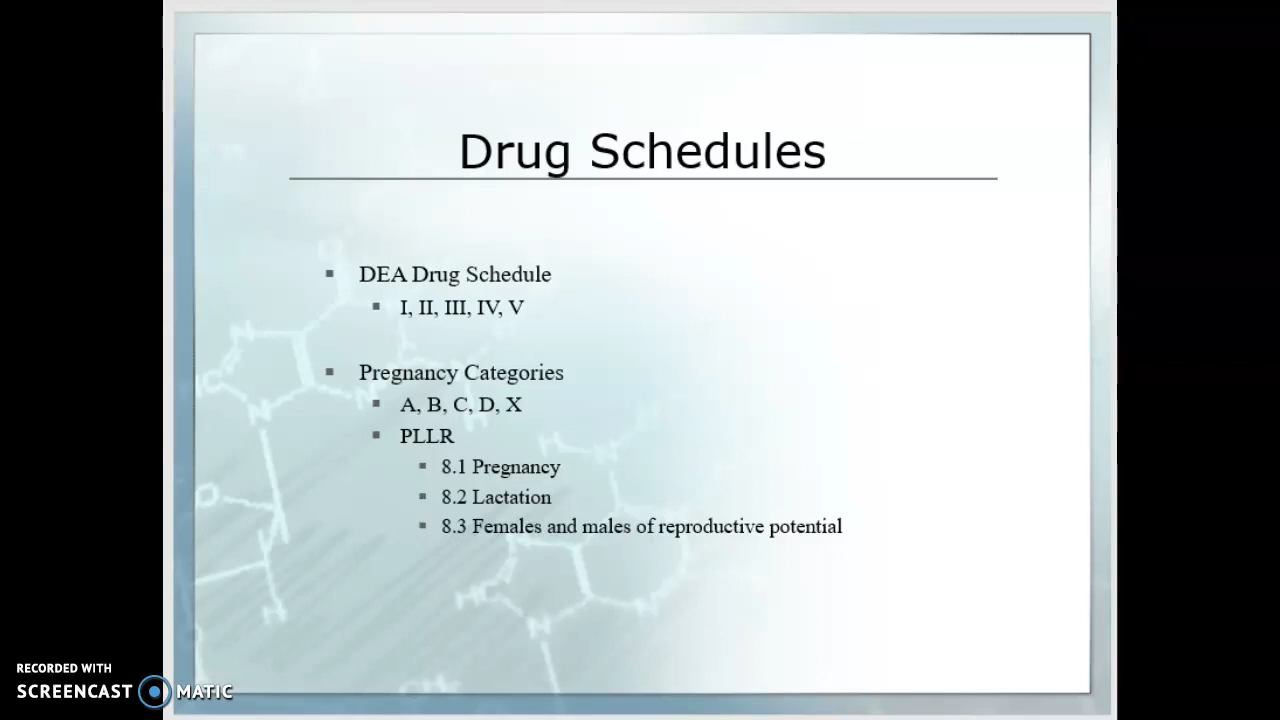 Drug Schedules
DEA Drug Schedule
I, II, III, IV, V
Pregnancy Categories
A, B, C, D, X
PLLR
8.1 Pregnancy
8.2 Lactation
8.3 Females and males of reproductive potential
RECORDED WITH
SCREENCAST MATIC